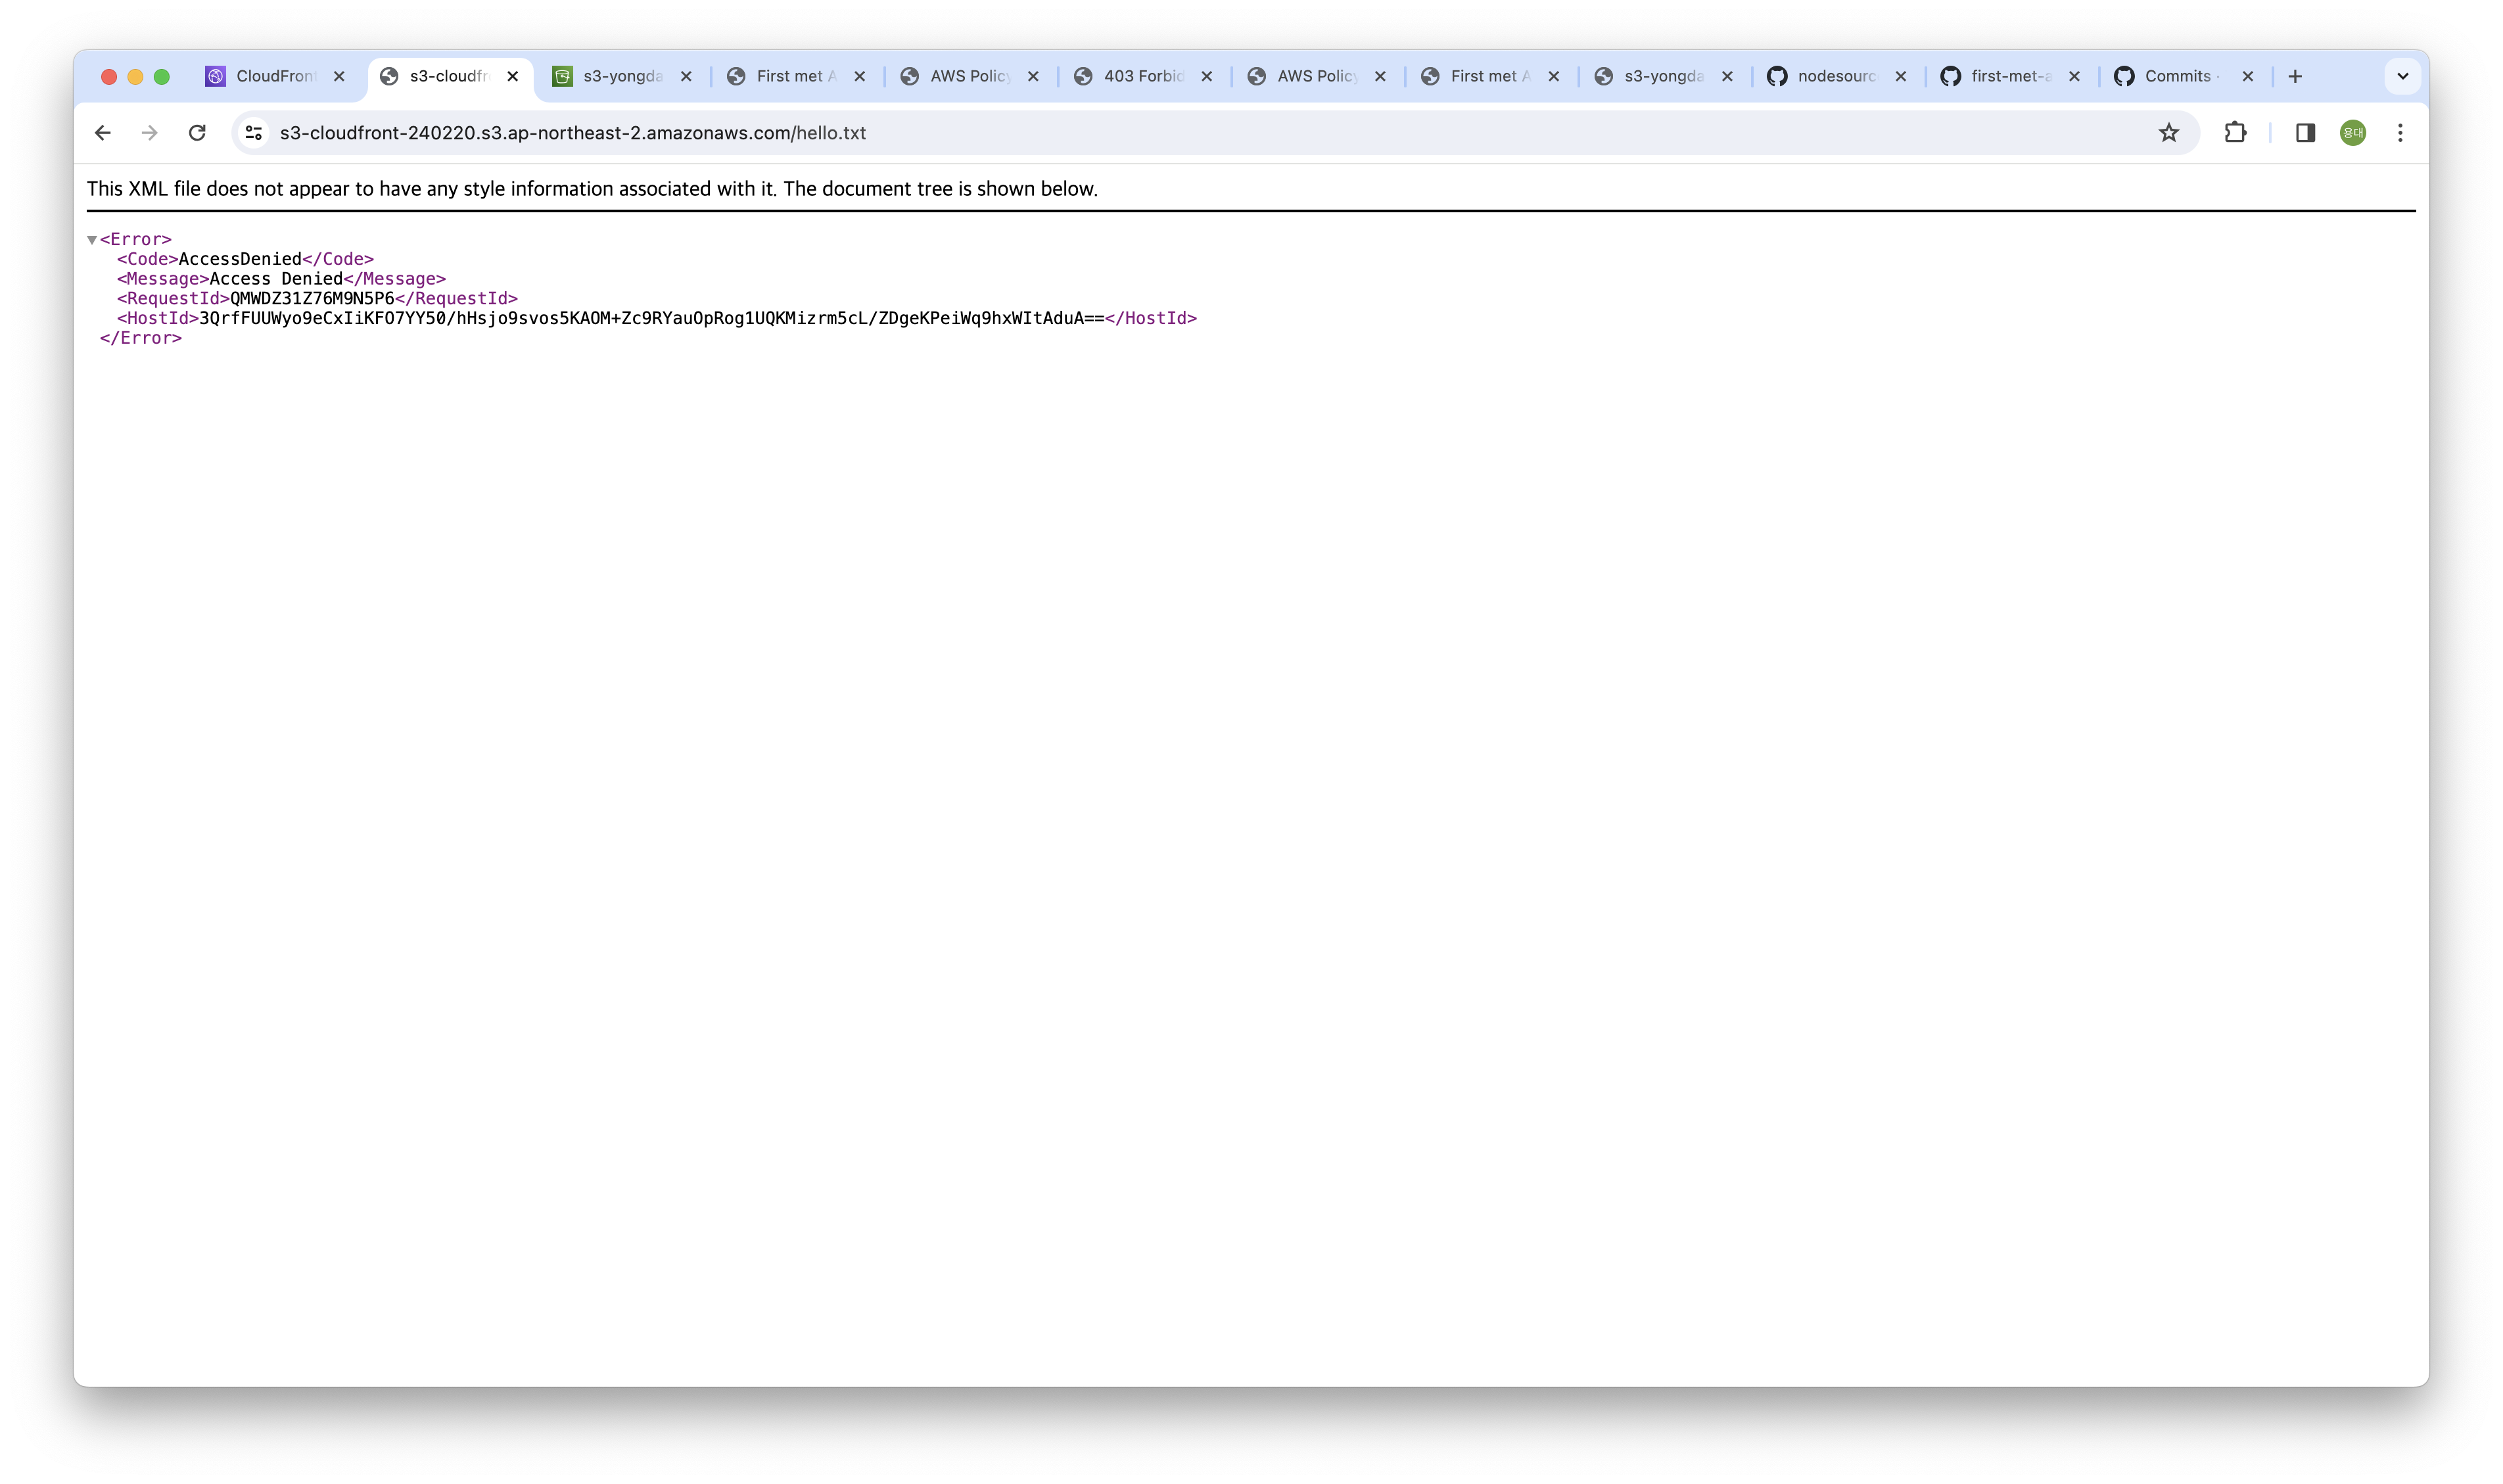 CloudFron
s3-cloudfr
s3-yongda
First met A
AWS Policy
403 Forbid
AWS Policy
First met A
s3-yongda
nodesourc
first-met-a
Commits ·
s3-cloudfront-240220.s3.ap-northeast-2.amazonaws.com/hello.txt
용대
This XML file does not appear to have any style information associated with it. The document tree is shown below.
<Error>
<Code>AccessDenied</Code>
<Message>Access Denied</Message>
<RequestId>QMWDZ31Z76M9N5P6</RequestId>
<HostId>3QrfFUUWyo9eCxIiKFO7YY50/hHsjo9svos5KAOM+Zc9RYauOpRog1UQKMizrm5cL/ZDgeKPeiWq9hxWItAduA==</HostId>
</Error>